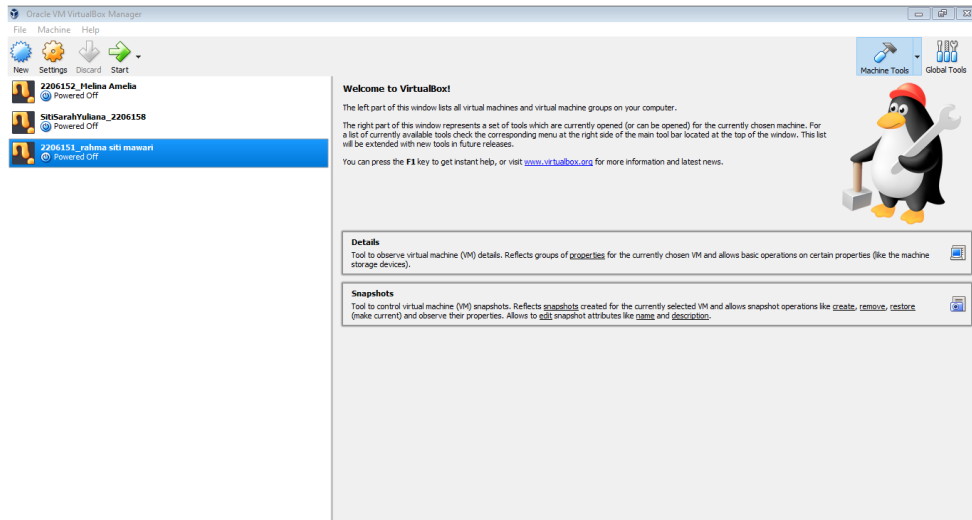 Oracle VM VirtualBox Manager
File Machine Help
New Settings Discard Start
Machine Tools Global Tools
2206152_Melina Amelia
Powered Off
SitiSarahYuliana_2206158
Powered Off
2206151_rahma siti mawari
Powered Off
Welcome to VirtualBox!
The left part of this window lists all virtual machines and virtual machine groups on your computer.
The right part of this window represents a set of tools which are currently opened (or can be opened) for the currently chosen machine. For
a list of currently available tools check the corresponding menu at the right side of the main tool bar located at the top of the window. This list
will be extended with new tools in future releases.
You can press the F1 key to get instant help, or visit www.virtualbox.org for more information and latest news.
Details
Tool to observe virtual machine (VM) details. Reflects groups of properties for the currently chosen VM and allows basic operations on certain properties (like the machine
storage devices).
Snapshots
Tool to control virtual machine (VM) snapshots. Reflects snapshots created for the currently selected VM and allows snapshot operations like create, remove, restore
(make current) and observe their properties. Allows to edit snapshot attributes like name and description.